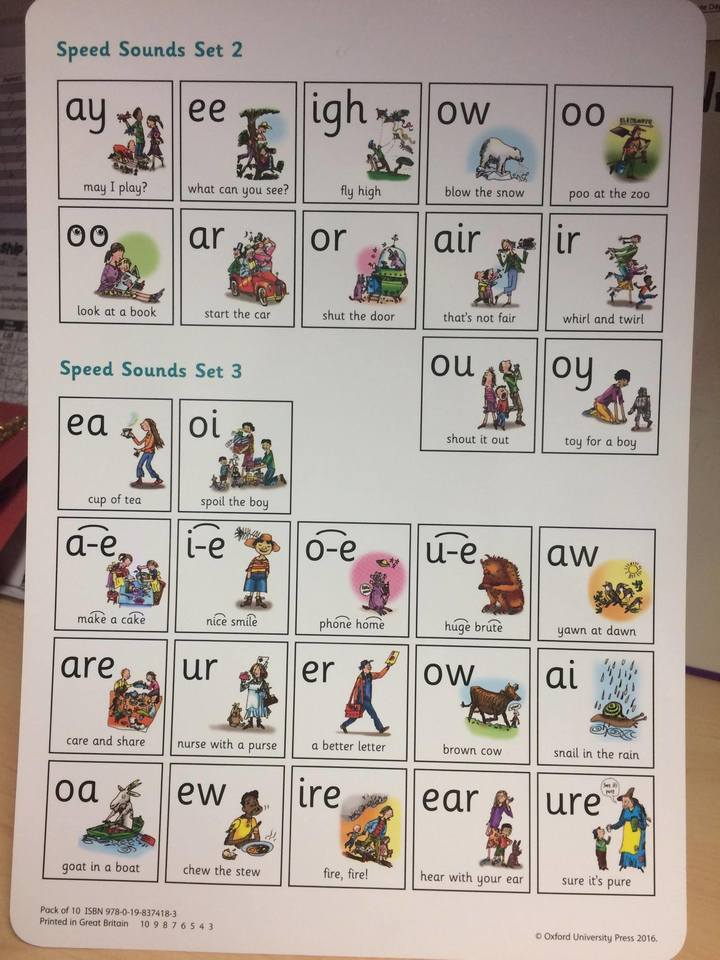 Speed Sounds Set 2
ay
may I play?
ee
what can you see?
igh
fly high
ow
blow the snow
oo
poo at the zoo
oo
look at a book
ar
start the car
or
shut the door
air
that's not fair
ir
whirl and twirl
ou
shout it out
oy
toy for a boy
Speed Sounds Set 3
ea
cup of tea
oi
spoil the boy
a-e
make a cake
i-e
nice smile
o-e
phone home
u-e
huge brute
aw
yawn at dawn
are
care and share
ur
nurse with a purse
er
a better letter
ow
brown cow
ai
snail in the rain
oa
goat in a boat
ew
chew the stew
ire
fire, fire!
ear
hear with your ear
ure
sure it's pure
Pack of 10 ISBN 978-0-19-837418-3
Printed in Great Britain 10 9 8 7 6 5 4 3
© Oxford University Press 2016.